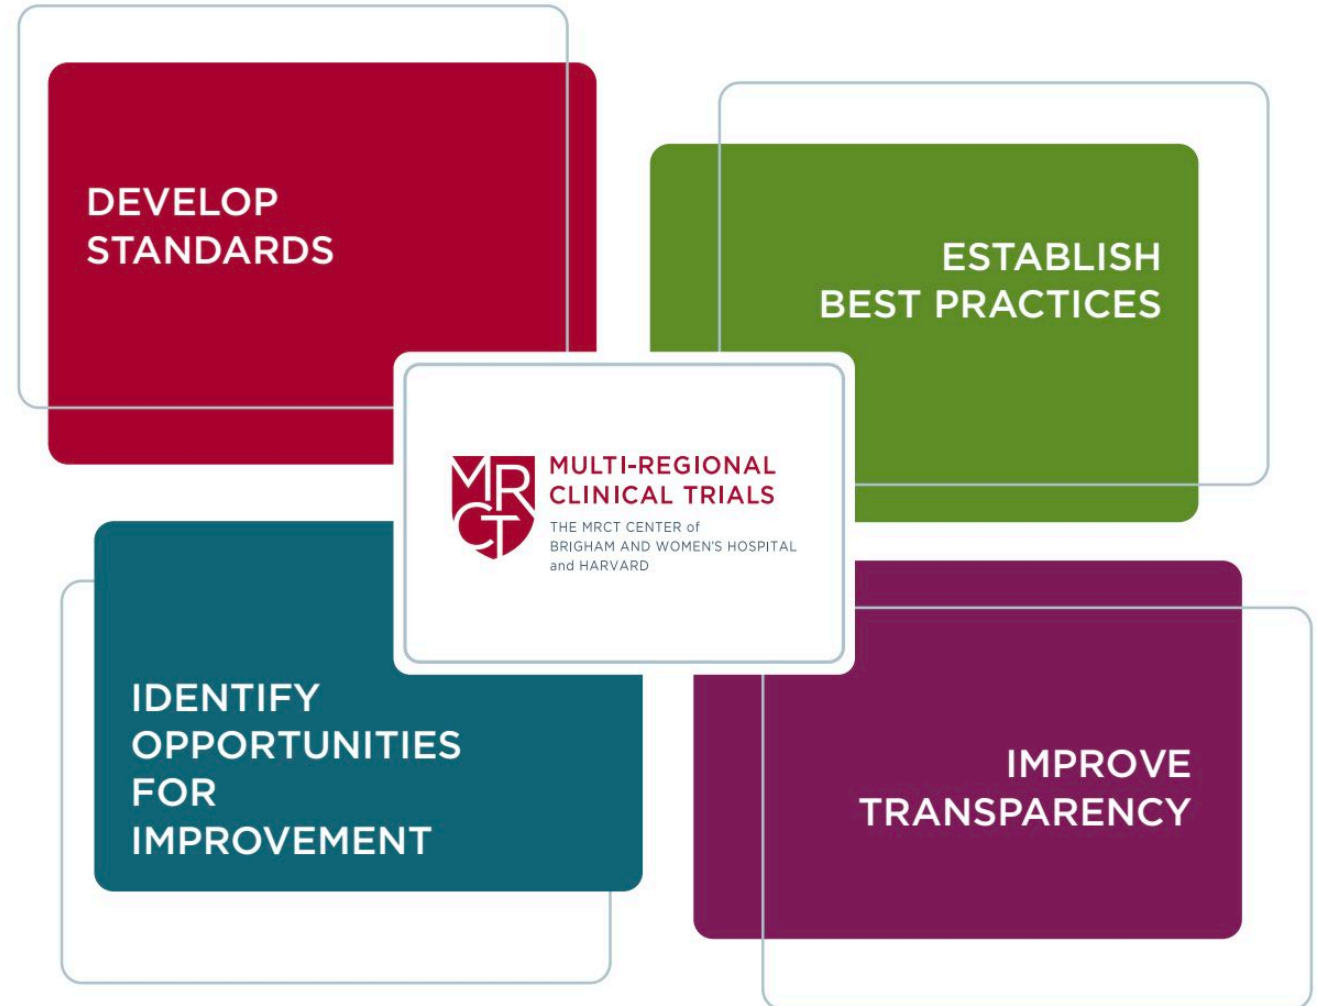 DEVELOP
STANDARDS
ESTABLISH
BEST PRACTICES
MRCT
MULTI-REGIONAL
CLINICAL TRIALS
THE MRCT CENTER of
BRIGHAM AND WOMEN'S HOSPITAL
and HARVARD
IDENTIFY
OPPORTUNITIES
FOR
IMPROVEMENT
IMPROVE
TRANSPARENCY